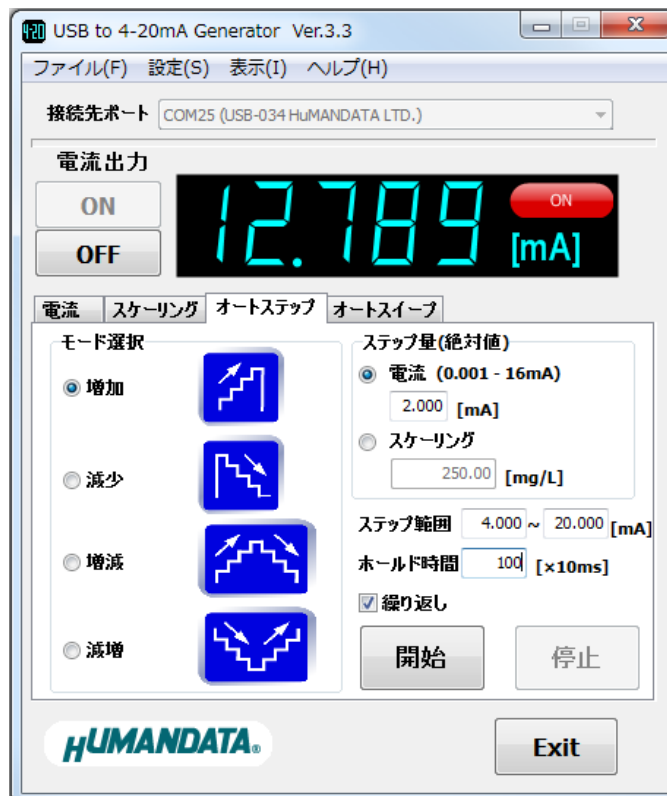 USB to 4-20mA Generator Ver.3.3
ファイル(F) 設定(S) 表示(I) ヘルプ(H)
接続先ポート COM25 (USB-034 HuMANDATA LTD.)
電流出力
ON
OFF
12.789 ON [mA]
電流 スケーリング オートステップ オートスイープ
モード選択
増加
減少
増減
減増
ステップ量(絶対値)
電流 (0.001 - 16mA)
2.000 [mA]
スケーリング
250.00 [mg/L]
ステップ範囲 4.000 ~ 20.000 [mA]
ホールド時間 100 [×10ms]
繰り返し
開始 停止
HUMANDATA®
Exit